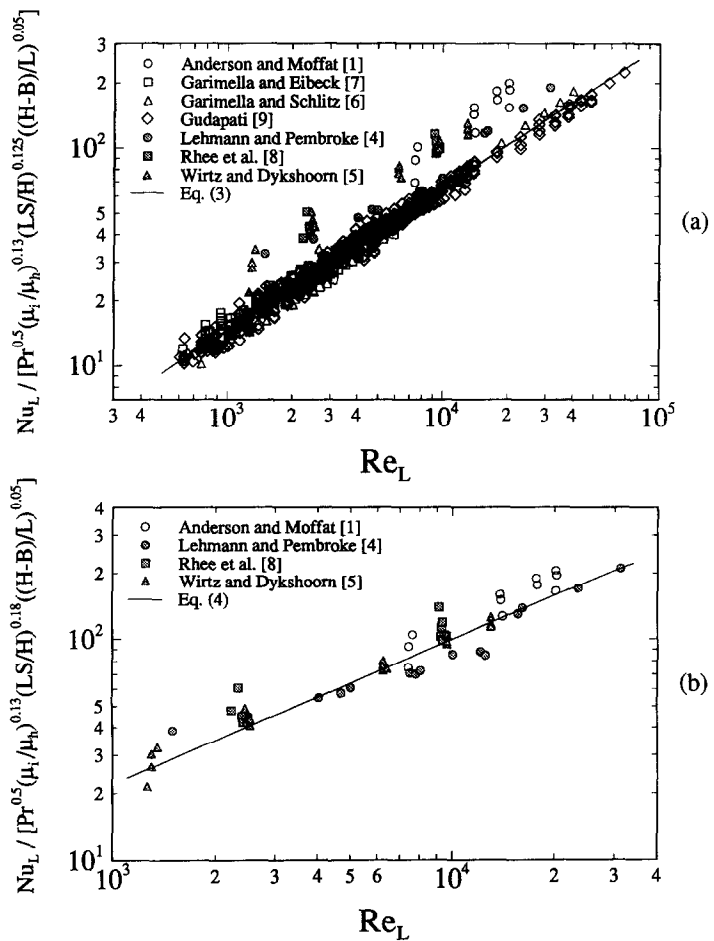 3
2
10²
5
4
3
2
10¹
Nu_L / [Pr^0.5(μ_i/μ_h)^0.13(LS/H)^0.125((H-B)/L)^0.05]
Anderson and Moffat [1]
Garimella and Eibeck [7]
Garimella and Schlitz [6]
Gudapati [9]
Lehmann and Pembroke [4]
Rhee et al. [8]
Wirtz and Dykshoorn [5]
Eq. (3)
(a)
3 4 10³ 2 3 4 5 10⁴ 2 3 4 5 10⁵
Re_L
4
3
2
10²
5
4
3
2
10¹
Nu_L / [Pr^0.5(μ_i/μ_h)^0.13(LS/H)^0.18((H-B)/L)^0.05]
Anderson and Moffat [1]
Lehmann and Pembroke [4]
Rhee et al. [8]
Wirtz and Dykshoorn [5]
Eq. (4)
(b)
10³ 2 3 4 5 6 10⁴ 2 3 4
Re_L